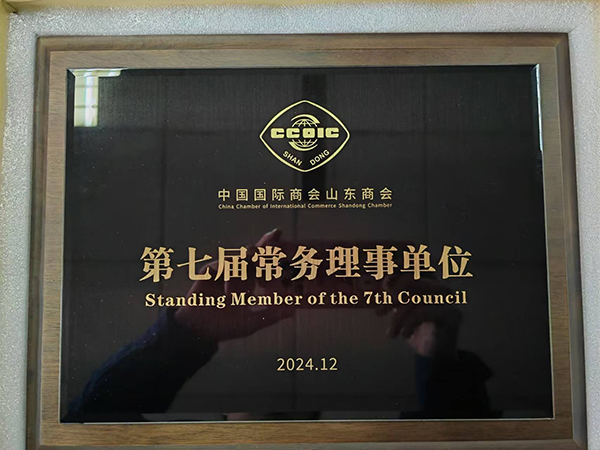 CCOIC
SHAN DONG
中国国际商会山东商会
China Chamber of International Commerce Shandong Chamber
第七届常务理事单位
Standing Member of the 7th Council
2024.12